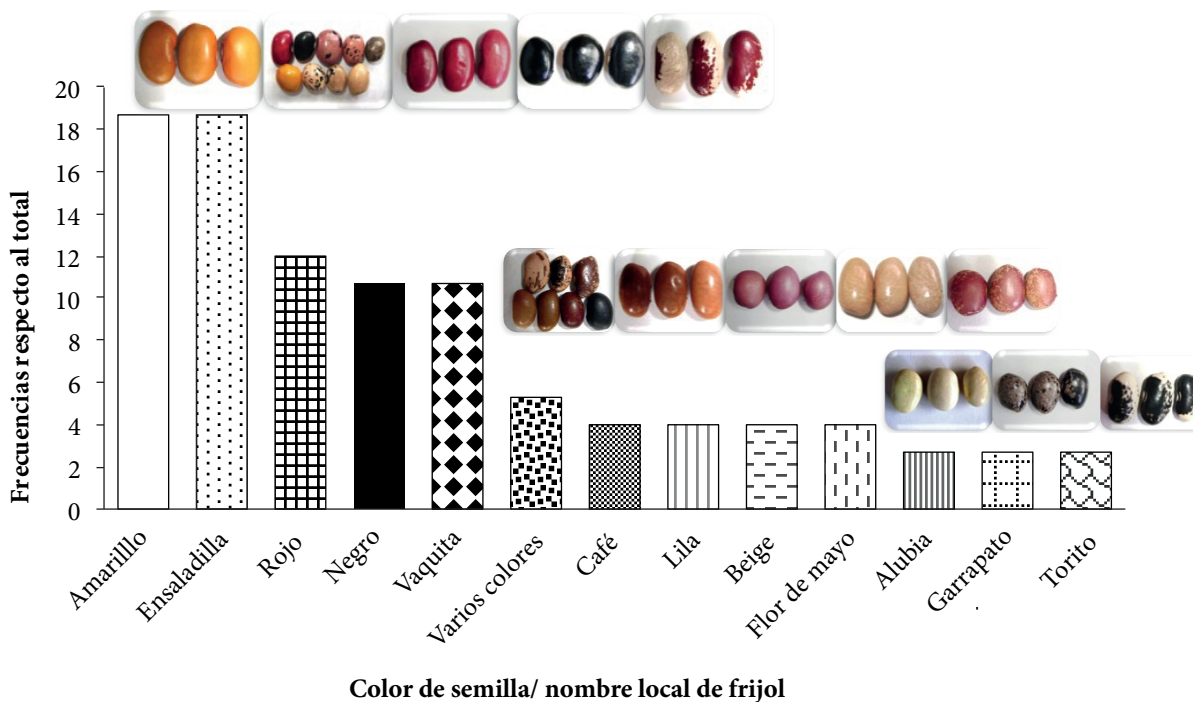 20
18
16
14
12
10
8
6
4
2
0
Frecuencias respecto al total
Amarilllo
Ensaladilla
Rojo
Negro
Vaquita
Varios colores
Café
Lila
Beige
Flor de mayo
Alubia
Garrapato
Torito
Color de semilla/ nombre local de frijol